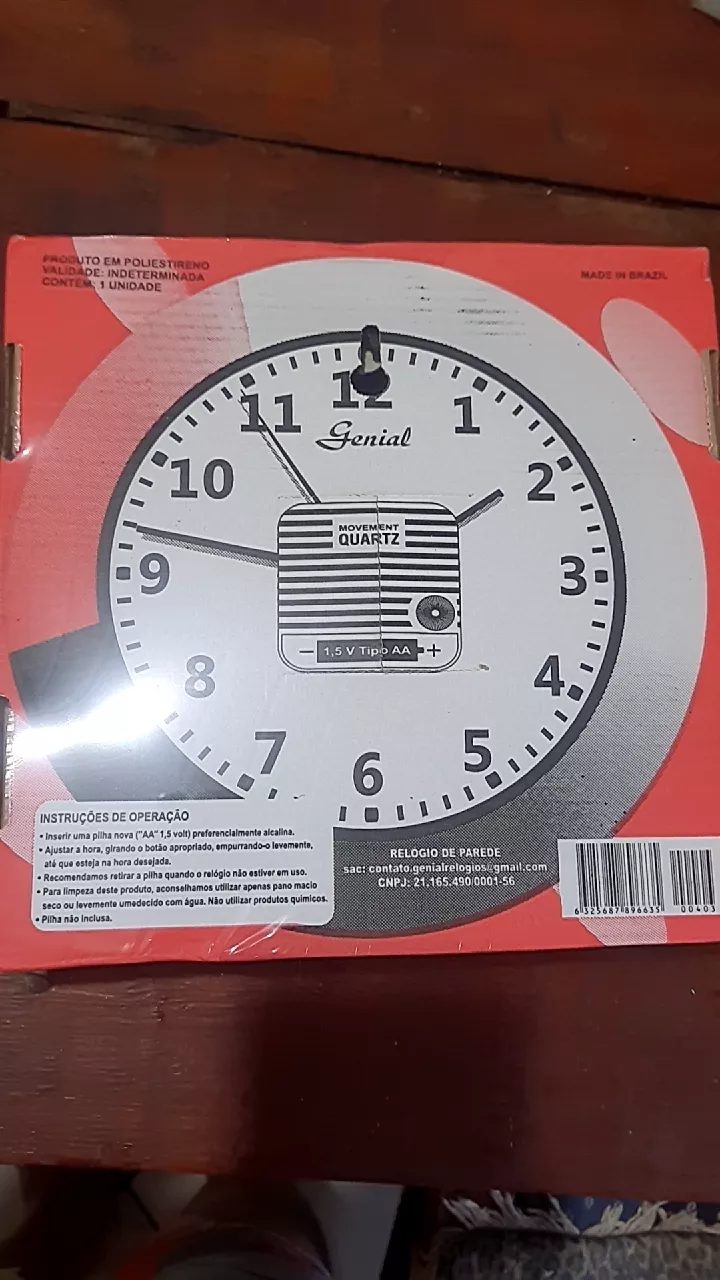 PRODUTO EM POLIESTIRENO
VALIDADE: INDETERMINADA
CONTÉM: 1 UNIDADE
MADE IN BRAZIL
12
11
1
Genial
10
2
MOVEMENT
QUARTZ
9
3
− 1,5 V Tipo AA +
8
4
7
5
6
INSTRUÇÕES DE OPERAÇÃO
• Inserir uma pilha nova ("AA" 1,5 volt) preferencialmente alcalina.
• Ajustar a hora, girando o botão apropriado, empurrando-o levemente,
até que esteja na hora desejada.
• Recomendamos retirar a pilha quando o relógio não estiver em uso.
• Para limpeza deste produto, aconselhamos utilizar apenas pano macio
seco ou levemente umedecido com água. Não utilizar produtos químicos.
• Pilha não inclusa.
RELOGIO DE PAREDE
sac: contato.genialrelogios@gmail.com
CNPJ: 21.165.490/0001-56
6 325687 896635 00403